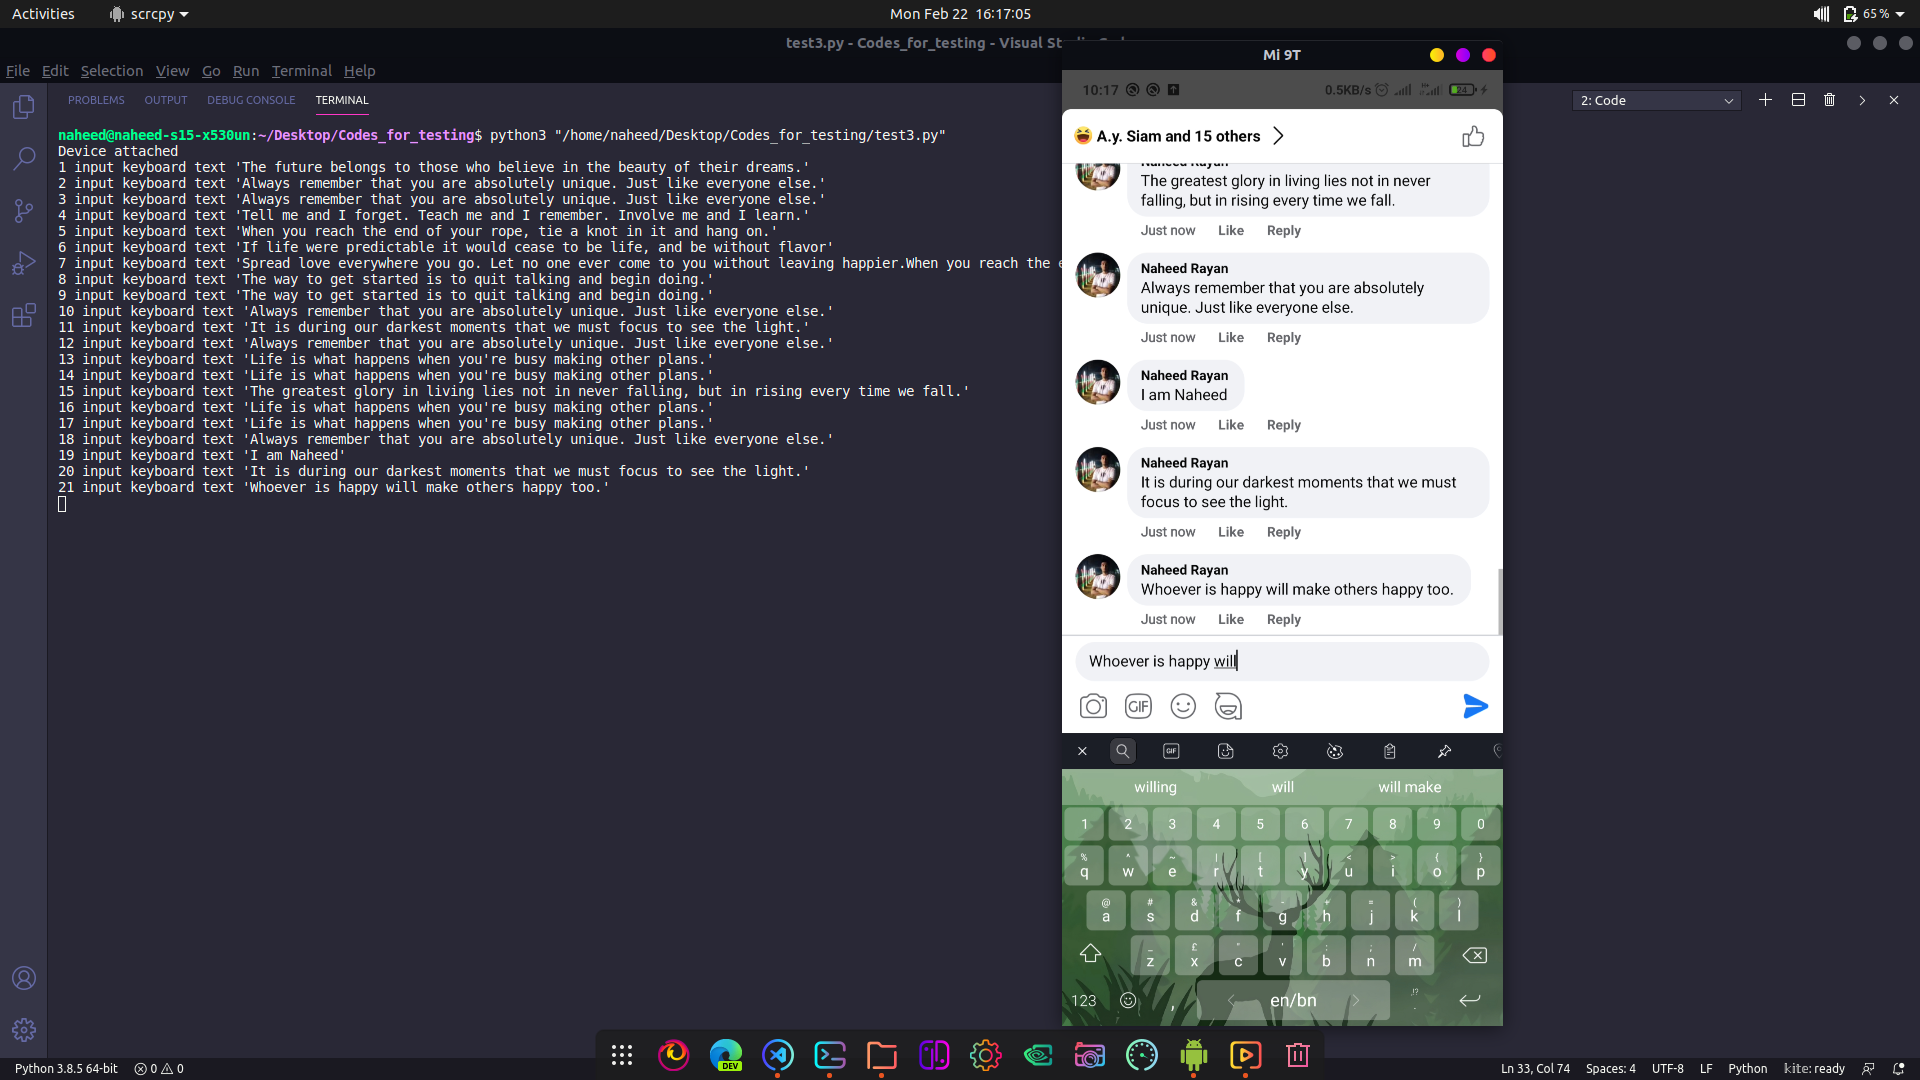 Activities scrcpy Mon Feb 22 16:17:05 65 %
test3.py - Codes_for_testing - Visual
File Edit Selection View Go Run Terminal Help
PROBLEMS OUTPUT DEBUG CONSOLE TERMINAL 2: Code
naheed@naheed-s15-x530un:~/Desktop/Codes_for_testing$ python3 "/home/naheed/Desktop/Codes_for_testing/test3.py"
Device attached
1 input keyboard text 'The future belongs to those who believe in the beauty of their dreams.'
2 input keyboard text 'Always remember that you are absolutely unique. Just like everyone else.'
3 input keyboard text 'Always remember that you are absolutely unique. Just like everyone else.'
4 input keyboard text 'Tell me and I forget. Teach me and I remember. Involve me and I learn.'
5 input keyboard text 'When you reach the end of your rope, tie a knot in it and hang on.'
6 input keyboard text 'If life were predictable it would cease to be life, and be without flavor'
7 input keyboard text 'Spread love everywhere you go. Let no one ever come to you without leaving happier.When you reach the
8 input keyboard text 'The way to get started is to quit talking and begin doing.'
9 input keyboard text 'The way to get started is to quit talking and begin doing.'
10 input keyboard text 'Always remember that you are absolutely unique. Just like everyone else.'
11 input keyboard text 'It is during our darkest moments that we must focus to see the light.'
12 input keyboard text 'Always remember that you are absolutely unique. Just like everyone else.'
13 input keyboard text 'Life is what happens when you're busy making other plans.'
14 input keyboard text 'Life is what happens when you're busy making other plans.'
15 input keyboard text 'The greatest glory in living lies not in never falling, but in rising every time we fall.'
16 input keyboard text 'Life is what happens when you're busy making other plans.'
17 input keyboard text 'Life is what happens when you're busy making other plans.'
18 input keyboard text 'Always remember that you are absolutely unique. Just like everyone else.'
19 input keyboard text 'I am Naheed'
20 input keyboard text 'It is during our darkest moments that we must focus to see the light.'
21 input keyboard text 'Whoever is happy will make others happy too.'
Mi 9T
10:17 0.5KB/s 24
A.y. Siam and 15 others
Naheed Rayan
The greatest glory in living lies not in never
falling, but in rising every time we fall.
Just now Like Reply
Naheed Rayan
Always remember that you are absolutely
unique. Just like everyone else.
Just now Like Reply
Naheed Rayan
I am Naheed
Just now Like Reply
Naheed Rayan
It is during our darkest moments that we must
focus to see the light.
Just now Like Reply
Naheed Rayan
Whoever is happy will make others happy too.
Just now Like Reply
Whoever is happy will
GIF
GIF
willing will will make
1 2 3 4 5 6 7 8 9 0
% ^ ~ | [ ] < > { }
q w e r t y u i o p
@ # & * - + = ( )
a s d f g h j k l
_ £ " ' : ; /
z x c v b n m
123 , en/bn .
!?
DEV
Python 3.8.5 64-bit 0 0 Ln 33, Col 74 Spaces: 4 UTF-8 LF Python kite: ready